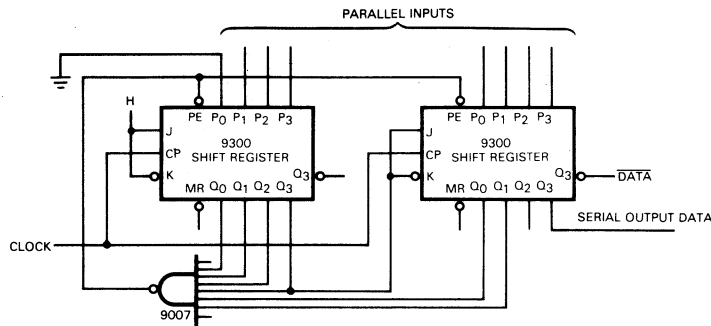 PARALLEL INPUTS
H
PE P0 P1 P2 P3
J
CP
K
9300
SHIFT REGISTER
Q3
MR Q0 Q1 Q2 Q3
PE P0 P1 P2 P3
J
CP
K
9300
SHIFT REGISTER
Q3
MR Q0 Q1 Q2 Q3
DATA
SERIAL OUTPUT DATA
CLOCK
9007